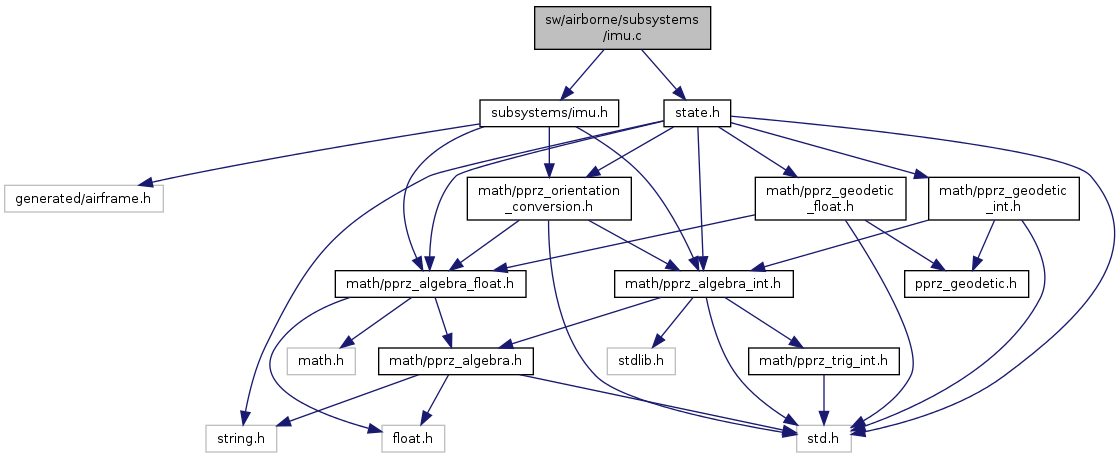 sw/airborne/subsystems
/imu.c
subsystems/imu.h
state.h
generated/airframe.h
math/pprz_orientation
_conversion.h
math/pprz_geodetic
_float.h
math/pprz_geodetic
_int.h
math/pprz_algebra_float.h
math/pprz_algebra_int.h
pprz_geodetic.h
math.h
math/pprz_algebra.h
stdlib.h
math/pprz_trig_int.h
string.h
float.h
std.h